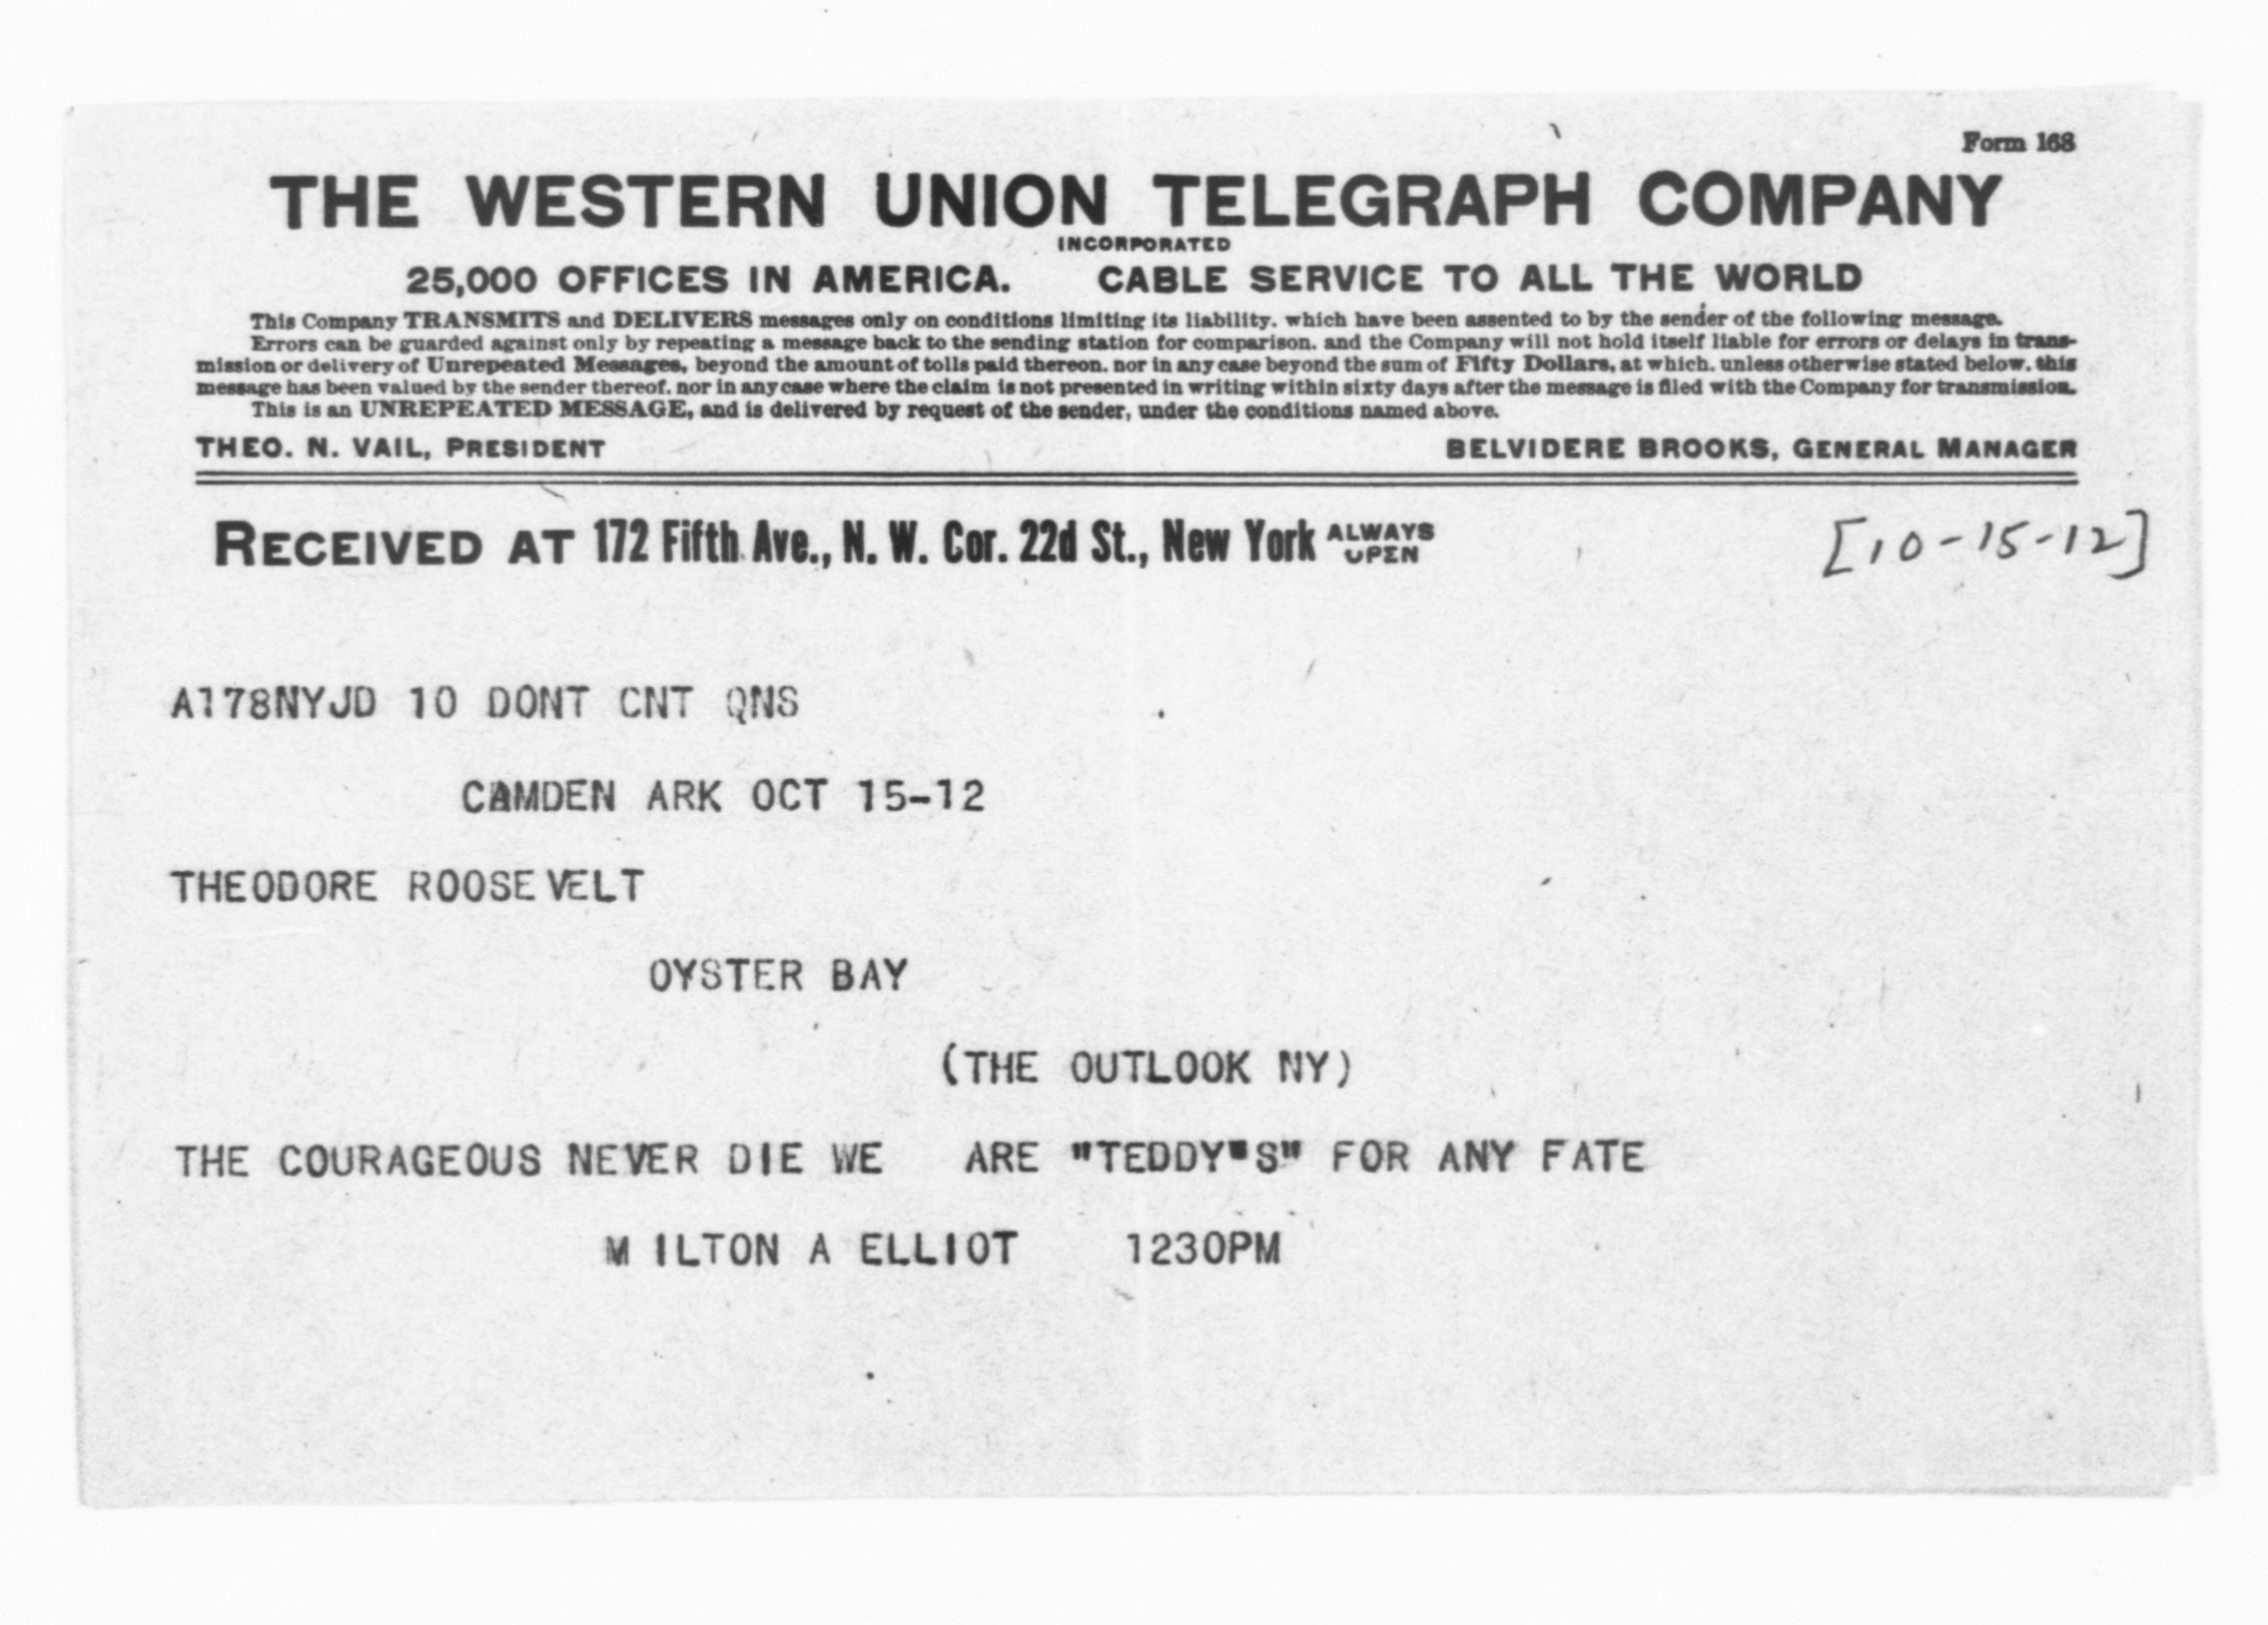 Form 168
THE WESTERN UNION TELEGRAPH COMPANY
INCORPORATED
25,000 OFFICES IN AMERICA. CABLE SERVICE TO ALL THE WORLD
This Company TRANSMITS and DELIVERS messages only on conditions limiting its liability, which have been assented to by the sender of the following message.
Errors can be guarded against only by repeating a message back to the sending station for comparison, and the Company will not hold itself liable for errors or delays in trans-
mission or delivery of Unrepeated Messages, beyond the amount of tolls paid thereon, nor in any case beyond the sum of Fifty Dollars, at which, unless otherwise stated below, this
message has been valued by the sender thereof, nor in any case where the claim is not presented in writing within sixty days after the message is filed with the Company for transmission.
This is an UNREPEATED MESSAGE, and is delivered by request of the sender, under the conditions named above.
THEO. N. VAIL, PRESIDENT BELVIDERE BROOKS, GENERAL MANAGER
RECEIVED AT 172 Fifth Ave., N. W. Cor. 22d St., New York ALWAYS OPEN
[10-15-12]
A178NYJD 10 DONT CNT QNS
CAMDEN ARK OCT 15-12
THEODORE ROOSEVELT
OYSTER BAY
(THE OUTLOOK NY)
THE COURAGEOUS NEVER DIE WE ARE "TEDDY"S" FOR ANY FATE
M ILTON A ELLIOT 1230PM